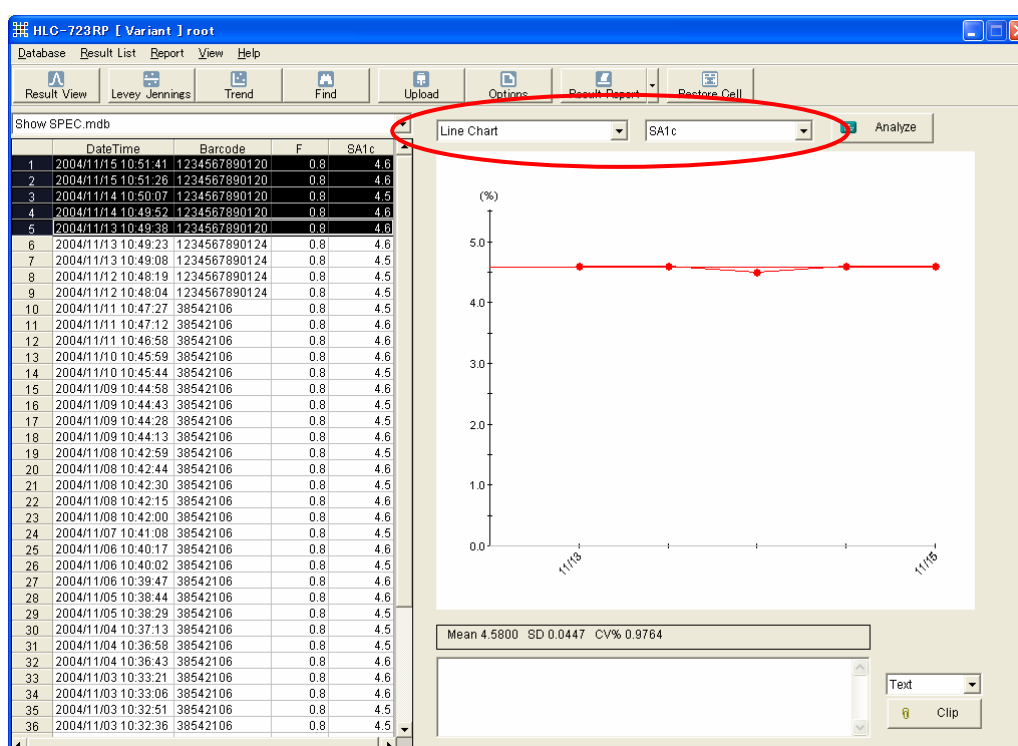 HLC-723RP [ Variant ] root
Database Result List Report View Help
Result View Levey Jennings Trend Find Upload Options Result Report Restore Cell
Show SPEC.mdb
Line Chart SA1c Analyze
DateTime Barcode F SA1c
1 2004/11/15 10:51:41 1234567890120 0.8 4.6
2 2004/11/15 10:51:26 1234567890120 0.8 4.6
3 2004/11/14 10:50:07 1234567890120 0.8 4.5
4 2004/11/14 10:49:52 1234567890120 0.8 4.6
5 2004/11/13 10:49:38 1234567890120 0.8 4.6
6 2004/11/13 10:49:23 1234567890124 0.8 4.6
7 2004/11/13 10:49:08 1234567890124 0.8 4.5
8 2004/11/12 10:48:19 1234567890124 0.8 4.5
9 2004/11/12 10:48:04 1234567890124 0.8 4.5
10 2004/11/11 10:47:27 38542106 0.8 4.5
11 2004/11/11 10:47:12 38542106 0.8 4.6
12 2004/11/11 10:46:58 38542106 0.8 4.6
13 2004/11/10 10:45:59 38542106 0.8 4.6
14 2004/11/10 10:45:44 38542106 0.8 4.5
15 2004/11/09 10:44:58 38542106 0.8 4.6
16 2004/11/09 10:44:43 38542106 0.8 4.5
17 2004/11/09 10:44:28 38542106 0.8 4.5
18 2004/11/09 10:44:13 38542106 0.8 4.6
19 2004/11/08 10:42:59 38542106 0.8 4.5
20 2004/11/08 10:42:44 38542106 0.8 4.6
21 2004/11/08 10:42:30 38542106 0.8 4.5
22 2004/11/08 10:42:15 38542106 0.8 4.6
23 2004/11/08 10:42:00 38542106 0.8 4.6
24 2004/11/07 10:41:08 38542106 0.8 4.5
25 2004/11/06 10:40:17 38542106 0.8 4.6
26 2004/11/06 10:40:02 38542106 0.8 4.5
27 2004/11/06 10:39:47 38542106 0.8 4.6
28 2004/11/05 10:38:44 38542106 0.8 4.6
29 2004/11/05 10:38:29 38542106 0.8 4.5
30 2004/11/04 10:37:13 38542106 0.8 4.5
31 2004/11/04 10:36:58 38542106 0.8 4.5
32 2004/11/04 10:36:43 38542106 0.8 4.6
33 2004/11/03 10:33:21 38542106 0.8 4.6
34 2004/11/03 10:33:06 38542106 0.8 4.6
35 2004/11/03 10:32:51 38542106 0.8 4.5
36 2004/11/03 10:32:36 38542106 0.8 4.5
(%)
5.0
4.0
3.0
2.0
1.0
0.0
11/13 11/15
Mean 4.5800 SD 0.0447 CV% 0.9764
Text
Clip